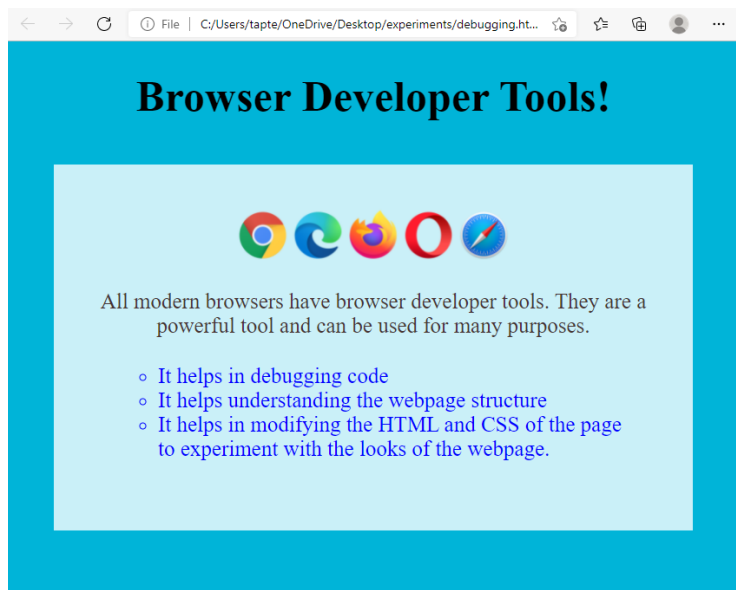 File C:/Users/tapte/OneDrive/Desktop/experiments/debugging.ht...
Browser Developer Tools!
All modern browsers have browser developer tools. They are a
powerful tool and can be used for many purposes.
It helps in debugging code
It helps understanding the webpage structure
It helps in modifying the HTML and CSS of the page
to experiment with the looks of the webpage.